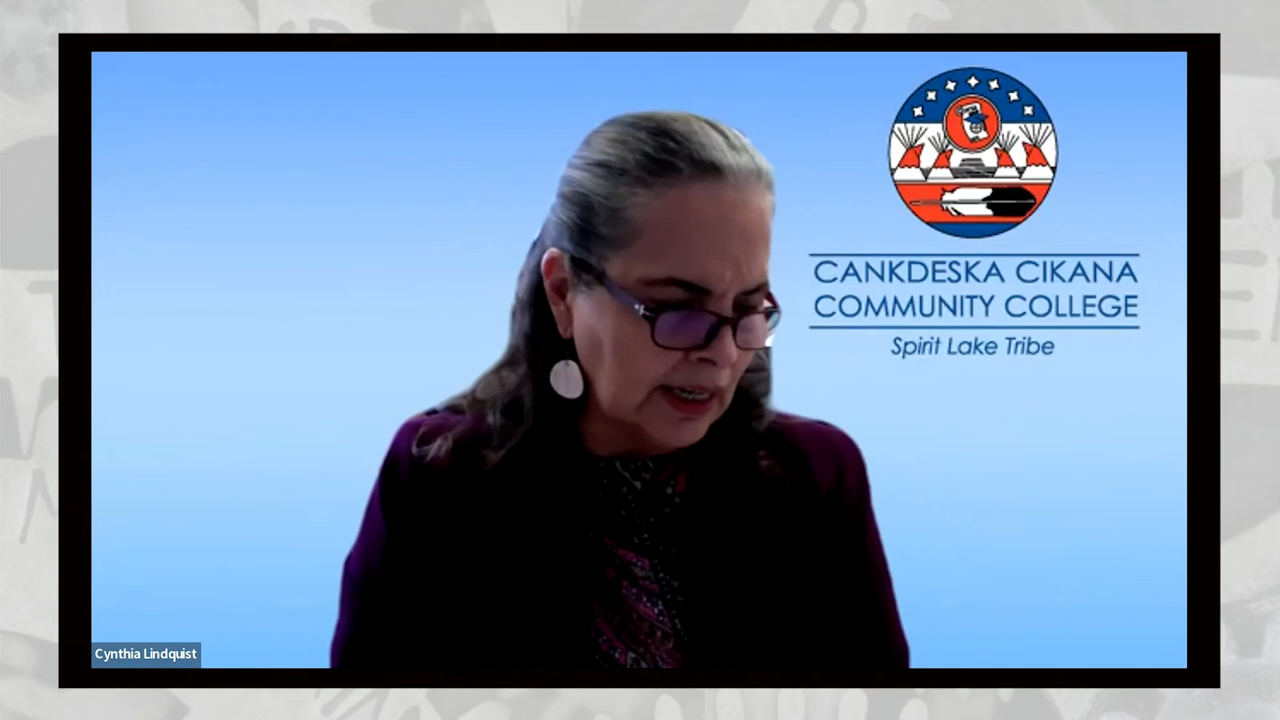 CANKDESKA CIKANA
COMMUNITY COLLEGE
Spirit Lake Tribe
Cynthia Lindquist